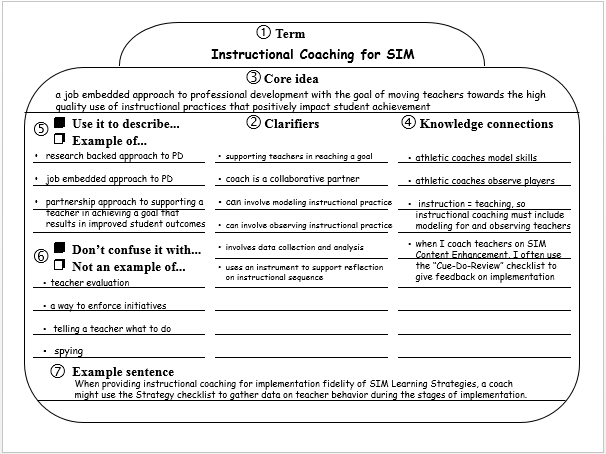 ① Term
Instructional Coaching for SIM
③ Core idea
a job embedded approach to professional development with the goal of moving teachers towards the high
quality use of instructional practices that positively impact student achievement
⑤ Use it to describe...
Example of...
• research backed approach to PD
• job embedded approach to PD
• partnership approach to supporting a
teacher in achieving a goal that
results in improved student outcomes
⑥ Don't confuse it with...
Not an example of...
• teacher evaluation
• a way to enforce initiatives
• telling a teacher what to do
• spying
② Clarifiers
• supporting teachers in reaching a goal
• coach is a collaborative partner
• can involve modeling instructional practice
• can involve observing instructional practice
• involves data collection and analysis
• uses an instrument to support reflection
on instructional sequence
④ Knowledge connections
• athletic coaches model skills
• athletic coaches observe players
• instruction = teaching, so
instructional coaching must include
modeling for and observing teachers
• when I coach teachers on SIM
Content Enhancement, I often use
the "Cue-Do-Review" checklist to
give feedback on implementation
⑦ Example sentence
When providing instructional coaching for implementation fidelity of SIM Learning Strategies, a coach
might use the Strategy checklist to gather data on teacher behavior during the stages of implementation.